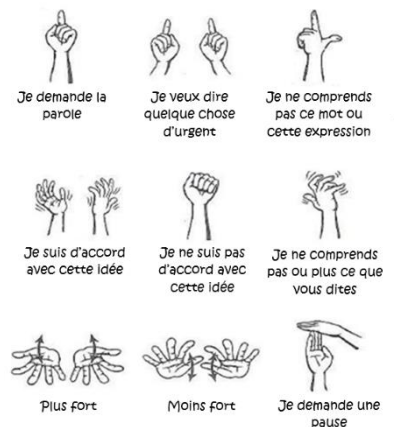 Je demande la
parole
Je veux dire
quelque chose
d'urgent
Je ne comprends
pas ce mot ou
cette expression
Je suis d'accord
avec cette idée
Je ne suis pas
d'accord avec
cette idée
Je ne comprends
pas ou plus ce que
vous dites
Plus fort
Moins fort
Je demande une
pause